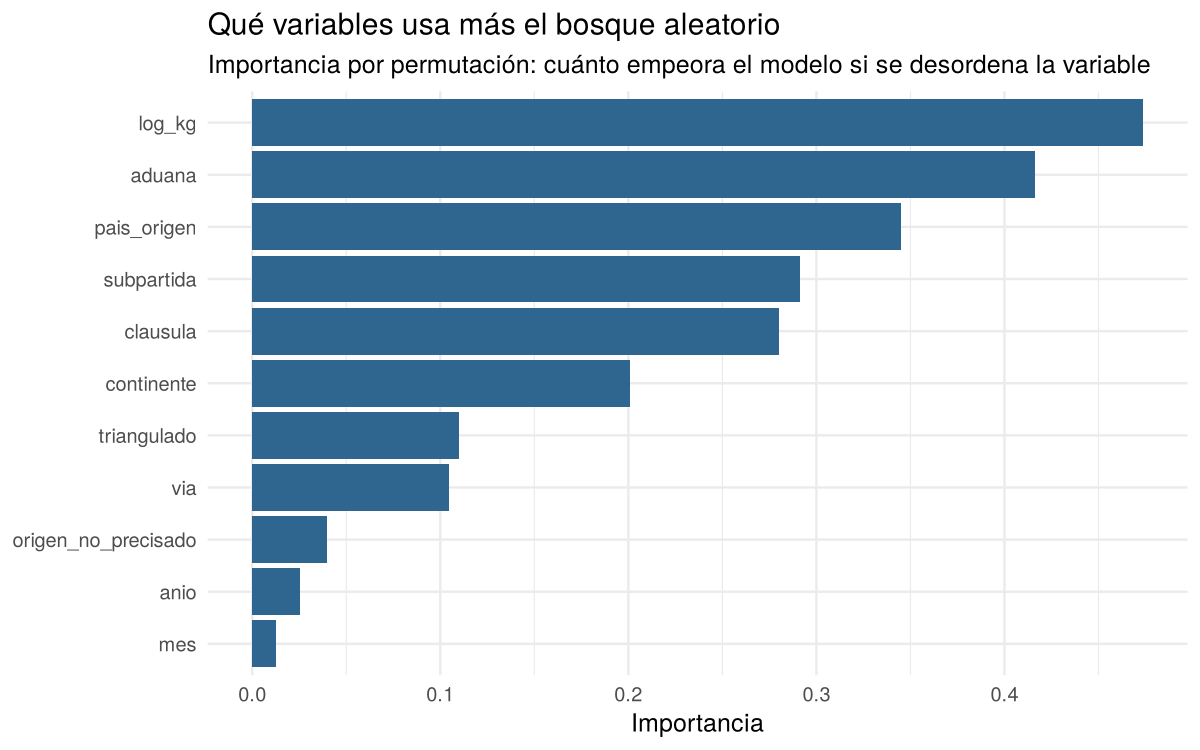 Qué variables usa más el bosque aleatorio
Importancia por permutación: cuánto empeora el modelo si se desordena la variable
log_kg
aduana
pais_origen
subpartida
clausula
continente
triangulado
via
origen_no_precisado
anio
mes
0.0 0.1 0.2 0.3 0.4
Importancia